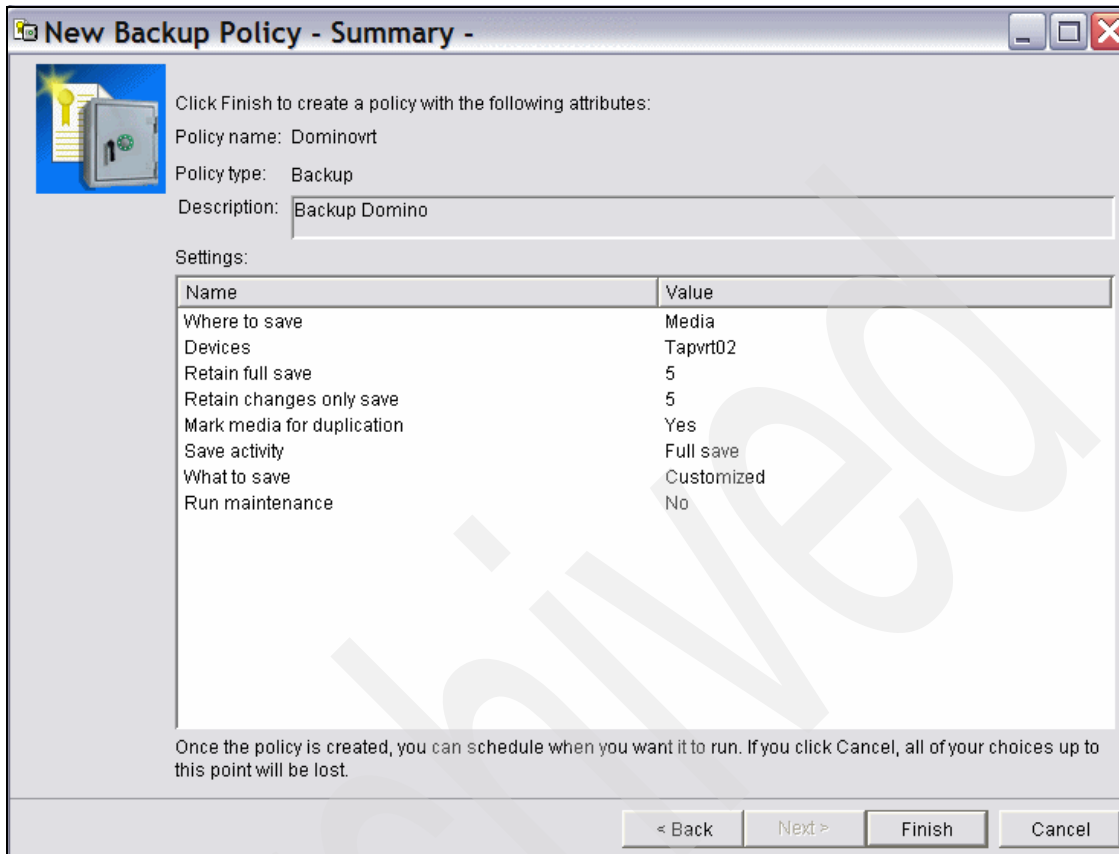 New Backup Policy - Summary -
Click Finish to create a policy with the following attributes:
Policy name: Dominovrt
Policy type: Backup
Description: Backup Domino
Settings:
Name Value
Where to save Media
Devices Tapvrt02
Retain full save 5
Retain changes only save 5
Mark media for duplication Yes
Save activity Full save
What to save Customized
Run maintenance No
Once the policy is created, you can schedule when you want it to run. If you click Cancel, all of your choices up to
this point will be lost.
< Back Next > Finish Cancel
hived